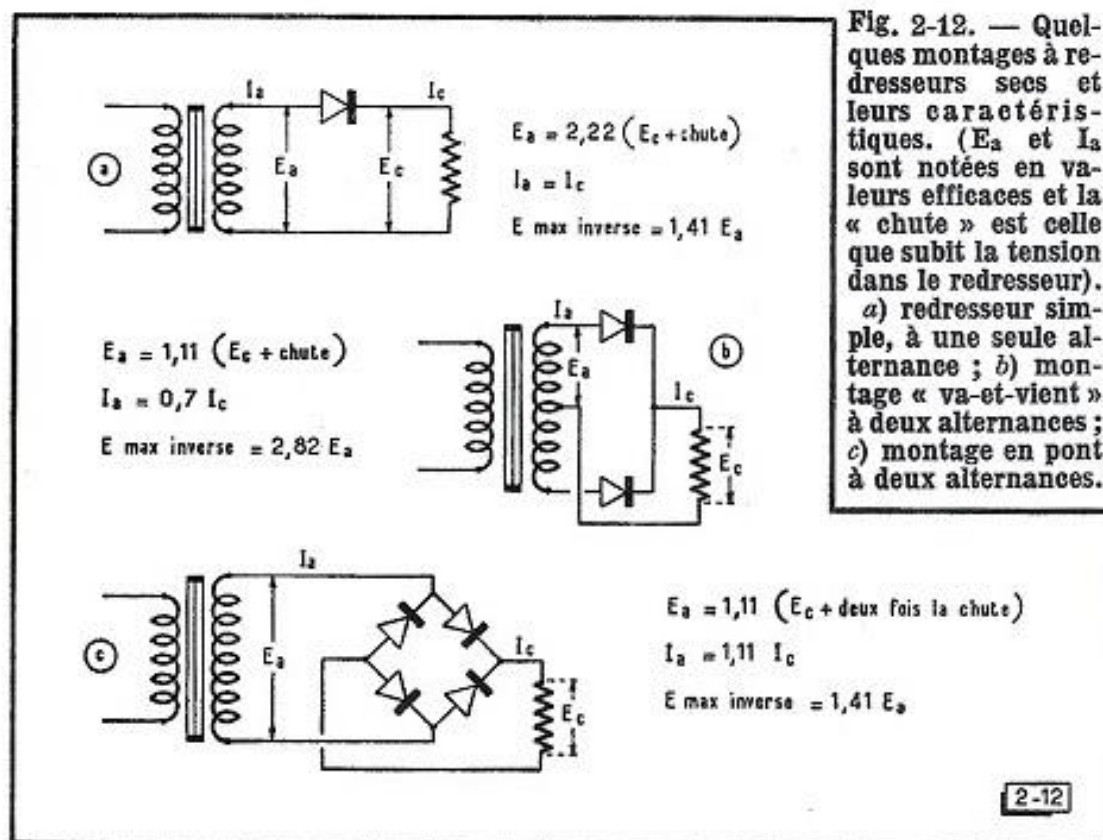 Fig. 2-12. — Quel-
ques montages à re-
dresseurs secs et
leurs caractéris-
tiques. (Ea et Ia
sont notées en va-
leurs efficaces et la
« chute » est celle
que subit la tension
dans le redresseur).
a) redresseur sim-
ple, à une seule al-
ternance ; b) mon-
tage « va-et-vient »
à deux alternances ;
c) montage en pont
à deux alternances.
a
Ia
Ic
Ea
Ec
Ea = 2,22 (Ec + chute)
Ia = Ic
E max inverse = 1,41 Ea
Ea = 1,11 (Ec + chute)
Ia = 0,7 Ic
E max inverse = 2,82 Ea
Ia
Ea
b
Ic
Ec
c
Ia
Ea
Ic
Ec
Ea = 1,11 (Ec + deux fois la chute)
Ia = 1,11 Ic
E max inverse = 1,41 Ea
2-12